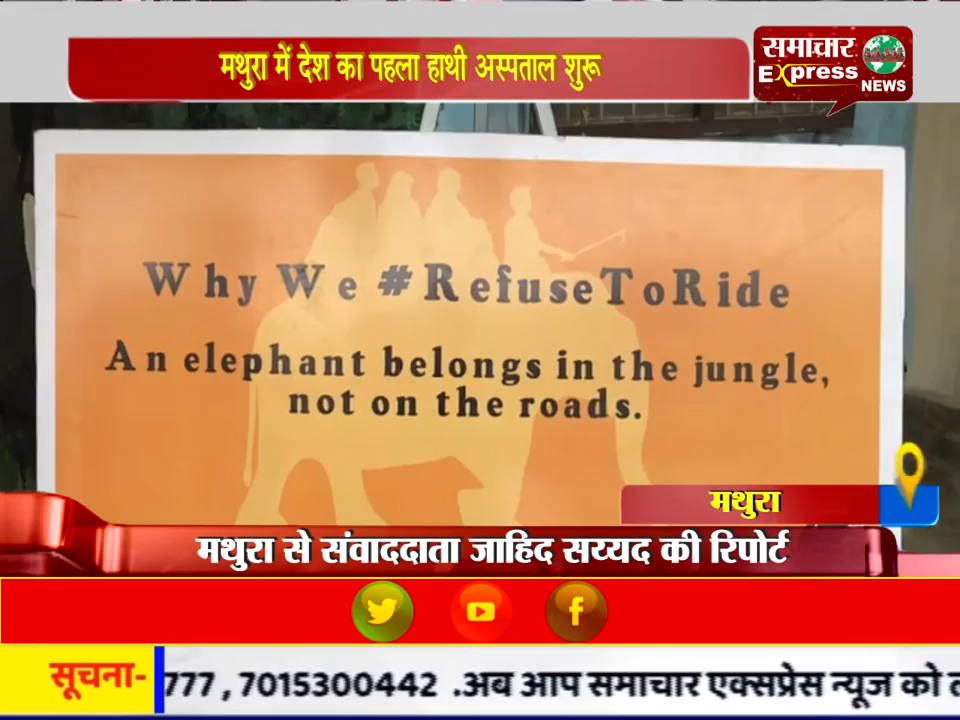 मथुरा में देश का पहला हाथी अस्पताल शुरू
समाचार
Express
NEWS
Why We #RefuseToRide
An elephant belongs in the jungle,
not on the roads.
मथुरा
मथुरा से संवाददाता जाहिद सय्यद की रिपोर्ट
सूचना- 777 , 7015300442 .अब आप समाचार एक्सप्रेस न्यूज को